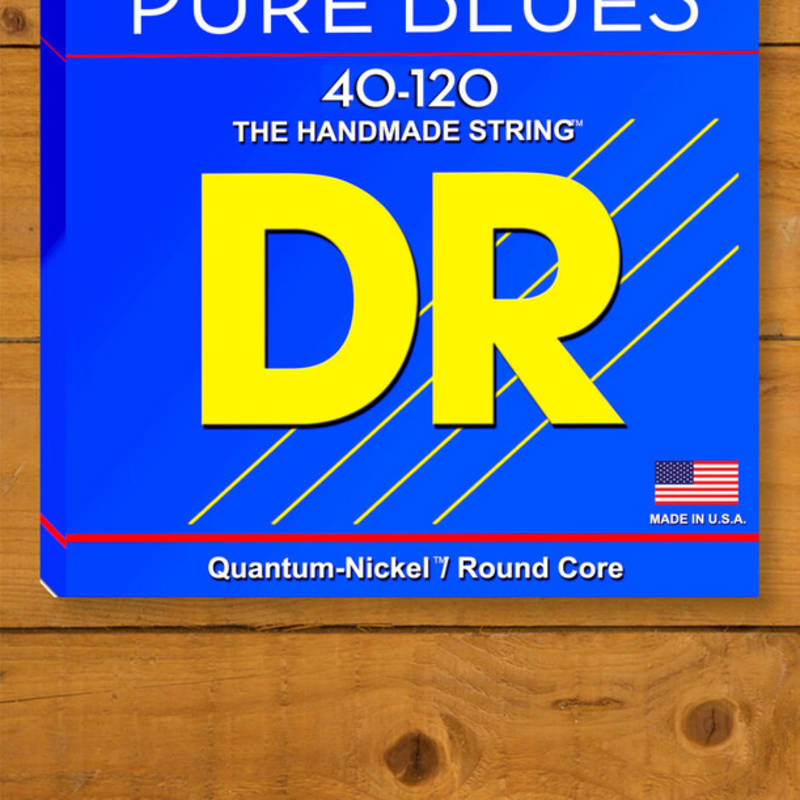 PURE BLUES
40-120
THE HANDMADE STRING™
DR
MADE IN U.S.A.
Quantum-Nickel™/ Round Core